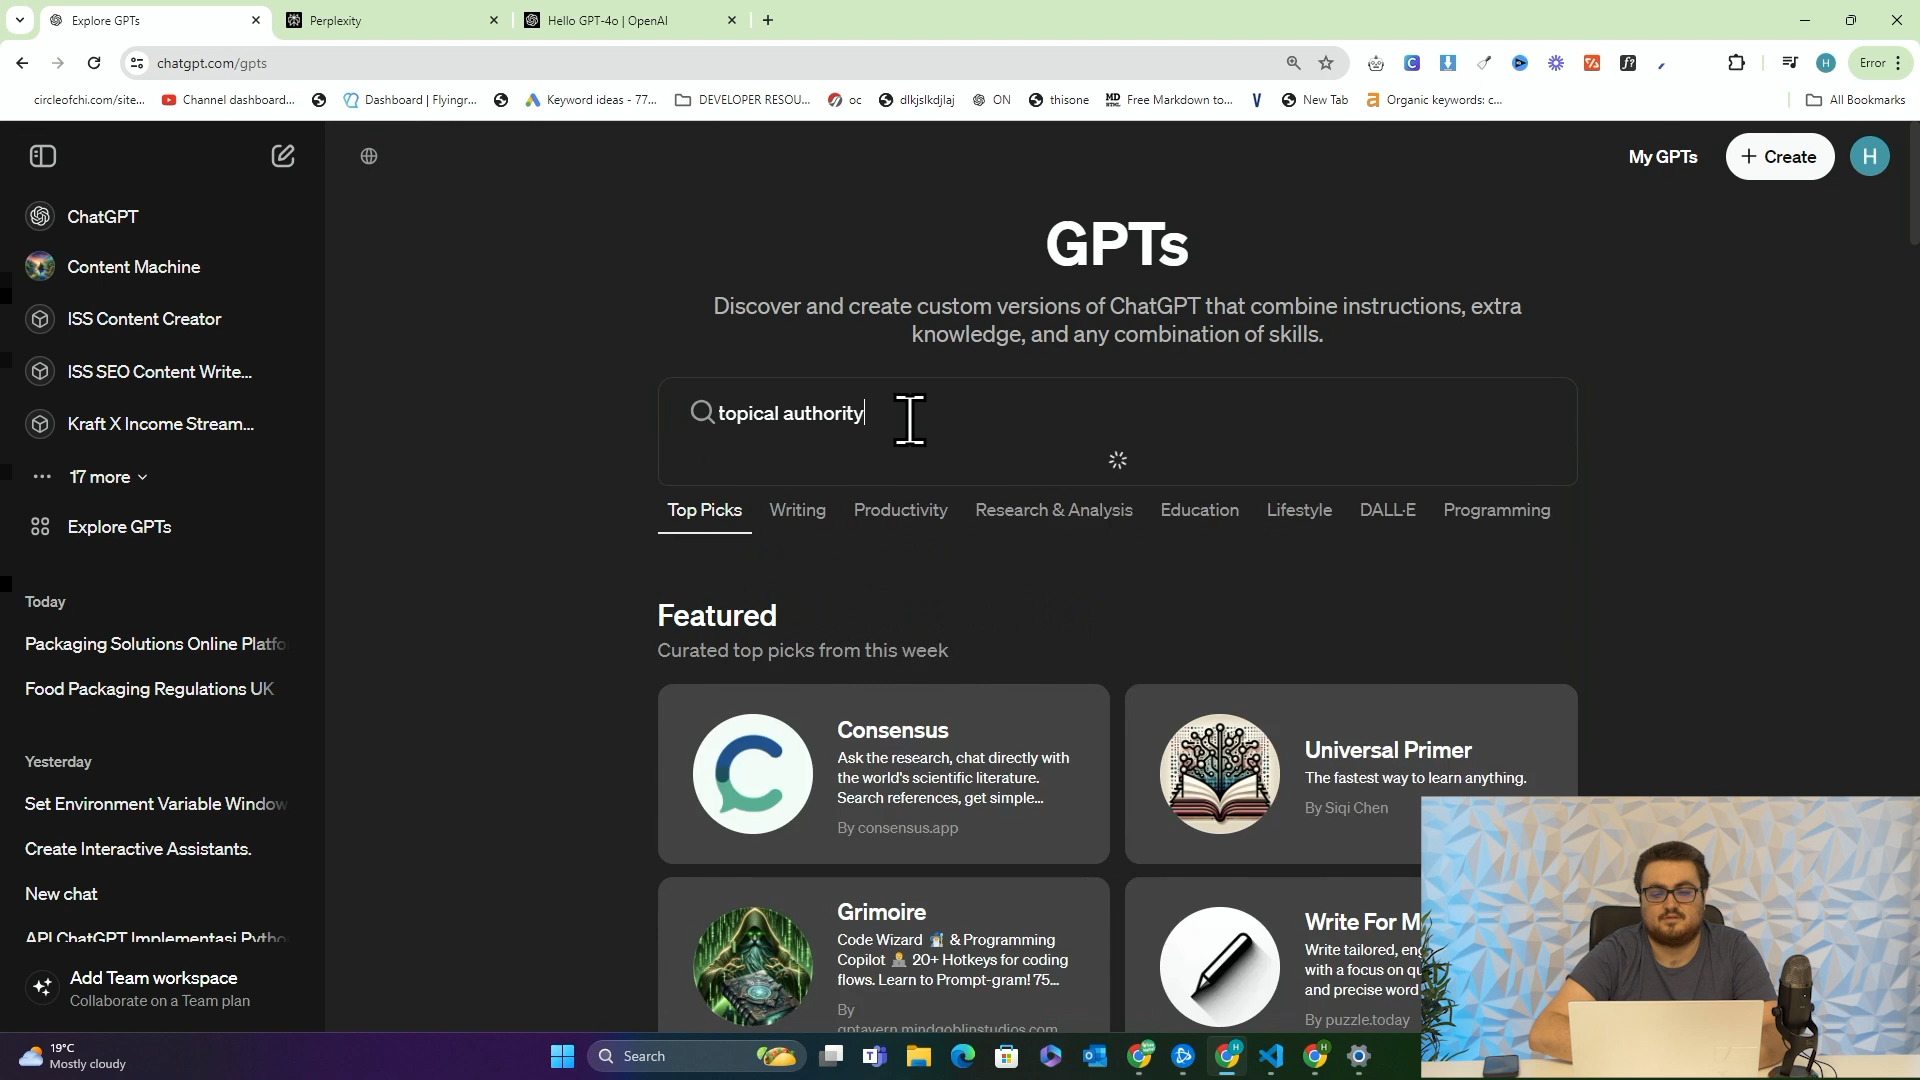 Explore GPTs
Perplexity
Hello GPT-4o | OpenAI
chatgpt.com/gpts
Error
circleofchi.com/site...
Channel dashboard...
Dashboard | Flyingr...
Keyword ideas - 77...
DEVELOPER RESOU...
oc
dlkjslkdjlaj
ON
thisone
Free Markdown to...
New Tab
Organic keywords: c...
All Bookmarks
My GPTs
Create
H
ChatGPT
Content Machine
ISS Content Creator
ISS SEO Content Write...
Kraft X Income Stream...
17 more
Explore GPTs
Today
Packaging Solutions Online Platfo
Food Packaging Regulations UK
Yesterday
Set Environment Variable Window
Create Interactive Assistants.
New chat
API ChatGPT Implementasi Pytho
Add Team workspace
Collaborate on a Team plan
GPTs
Discover and create custom versions of ChatGPT that combine instructions, extra
knowledge, and any combination of skills.
topical authority
Top Picks
Writing
Productivity
Research & Analysis
Education
Lifestyle
DALL·E
Programming
Featured
Curated top picks from this week
Consensus
Ask the research, chat directly with
the world's scientific literature.
Search references, get simple...
By consensus.app
Universal Primer
The fastest way to learn anything.
By Siqi Chen
Grimoire
Code Wizard 🧙 & Programming
Copilot 🧑‍💻 20+ Hotkeys for coding
flows. Learn to Prompt-gram! 75...
By
gptavern.mindgoblinstudios.com
Write For M
Write tailored, eng
with a focus on qu
and precise word
By puzzle.today
19°C
Mostly cloudy
Search